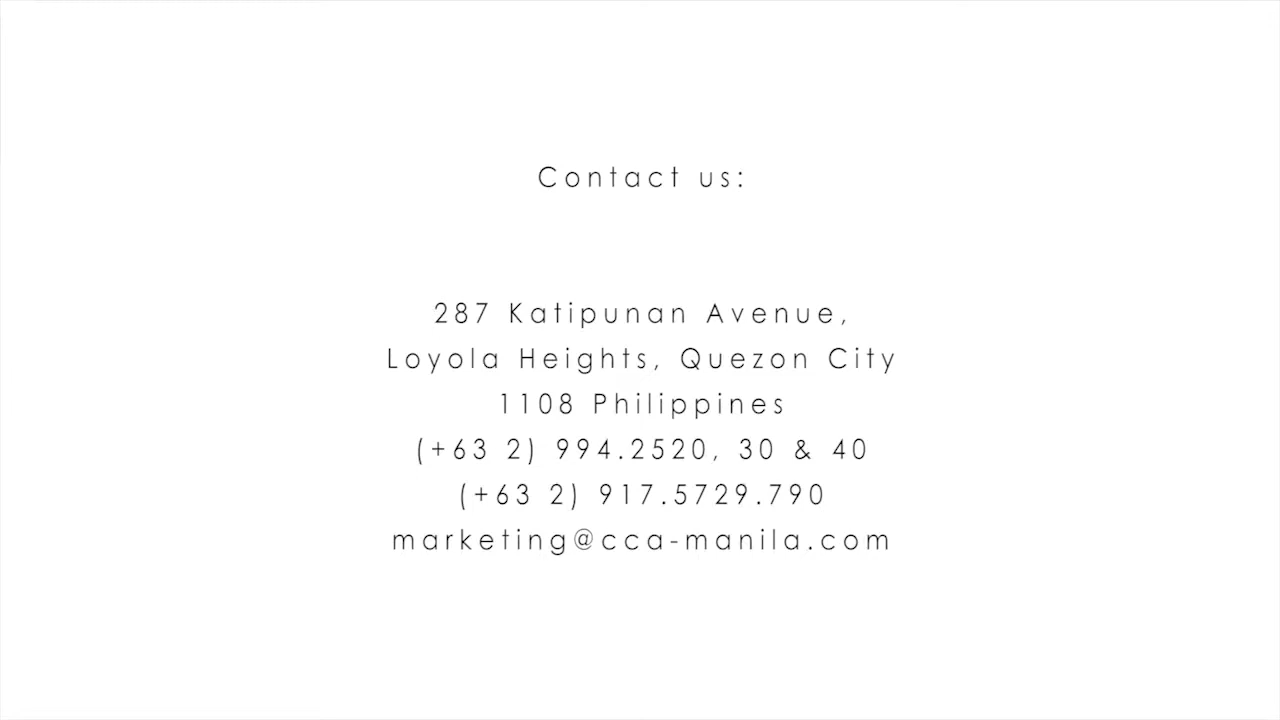 Contact us:
287 Katipunan Avenue,
Loyola Heights, Quezon City
1108 Philippines
(+63 2) 994.2520, 30 & 40
(+63 2) 917.5729.790
marketing@cca-manila.com